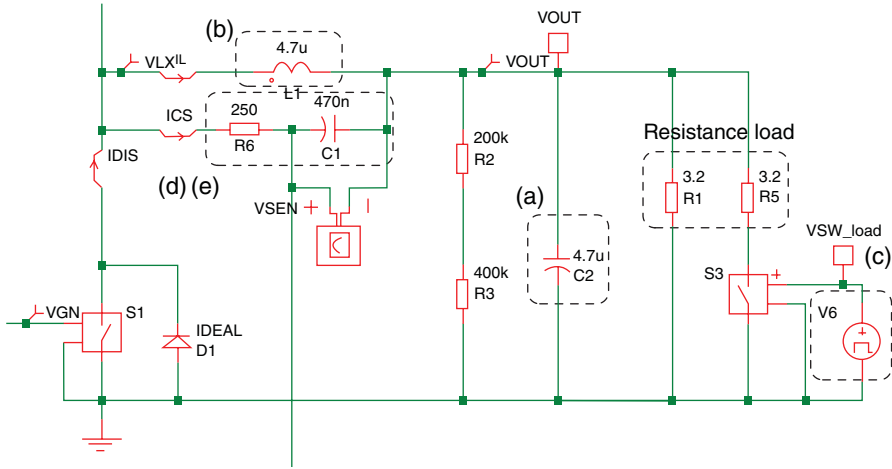 VOUT
(b)
4.7u
VLX
IL
VOUT
L1
ICS
250
470n
R6
C1
Resistance load
IDIS
200k
R2
3.2
R1
3.2
R5
(d) (e)
(a)
VSEN
+
VSW_load
(c)
4.7u
C2
400k
R3
S3
+
VGN
S1
IDEAL
D1
V6
+